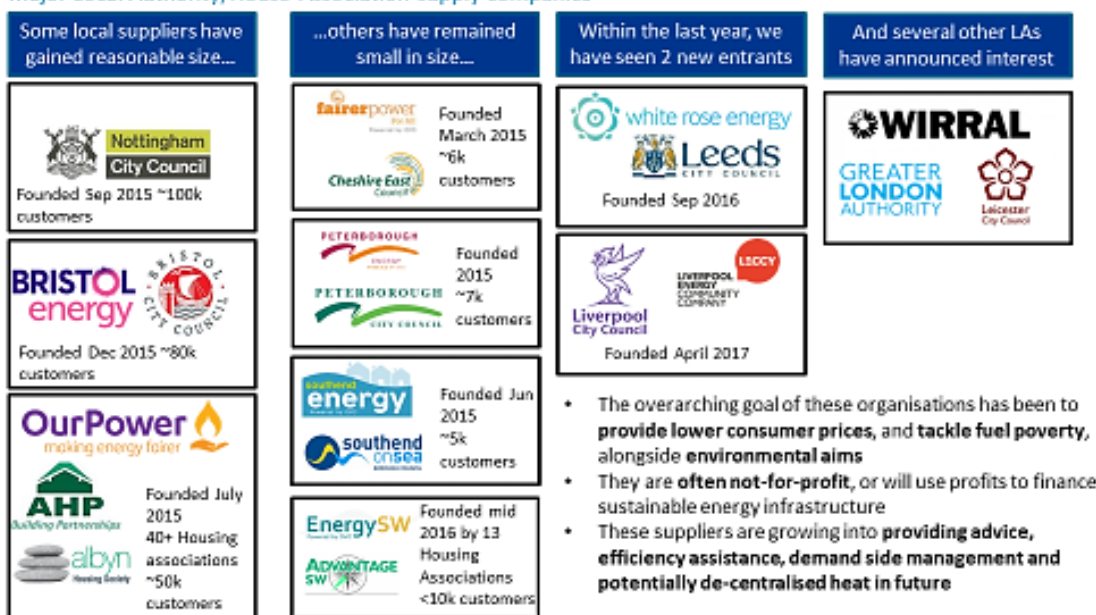 Major Local Authority/House Association supply companies
Some local suppliers have
gained reasonable size....
Nottingham
City Council
Founded Sep 2015 ~100k
customers
BRISTOL
energy
BRISTOL
CITY COUNCIL
Founded Dec 2015 ~80k
customers
OurPower
making energy fairer
AHP
Building Partnerships
albyn
Housing Society
Founded July
2015
40+ Housing
associations
~50k
customers
...others have remained
small in size....
fairerpower
Cheshire East
Council
Founded
March 2015
~6k
customers
PETERBOROUGH
PETERBOROUGH
CITY COUNCIL
Founded
2015
~7k
customers
southend
energy
southend
on sea
BOROUGH COUNCIL
Founded Jun
2015
~5k
customers
EnergySW
ADVANTAGE
SW
Founded mid
2016 by 13
Housing
Associations
<10k customers
Within the last year, we
have seen 2 new entrants
white rose energy
Leeds
CITY COUNCIL
Founded Sep 2016
Liverpool
City Council
LIVERPOOL
ENERGY
COMMUNITY
COMPANY
LECCY
Founded April 2017
And several other LAs
have announced interest
WIRRAL
GREATER
LONDON
AUTHORITY
Leicester
City Council
• The overarching goal of these organisations has been to
provide lower consumer prices, and tackle fuel poverty,
alongside environmental aims
• They are often not-for-profit, or will use profits to finance
sustainable energy infrastructure
• These suppliers are growing into providing advice,
efficiency assistance, demand side management and
potentially de-centralised heat in future